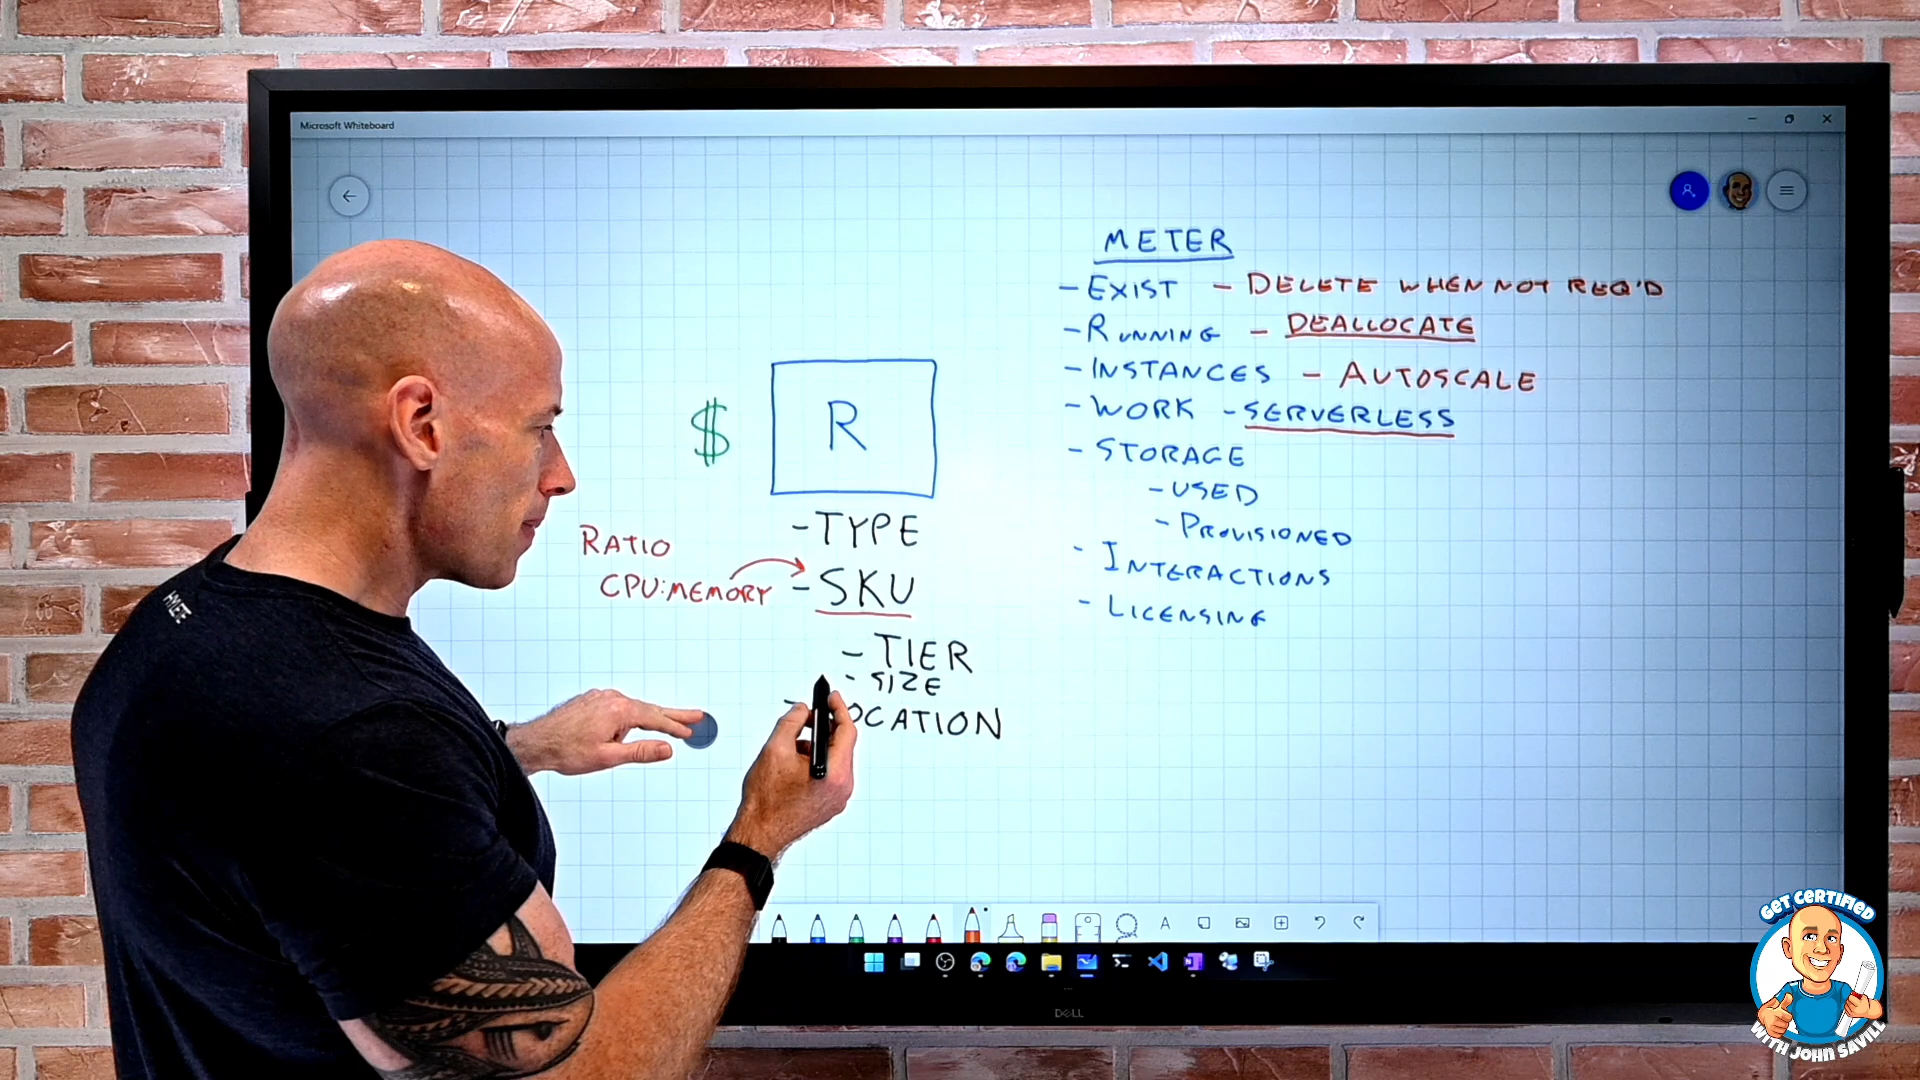 Microsoft Whiteboard
METER
- EXIST - DELETE WHEN NOT REQ'D
- RUNNING - DEALLOCATE
- INSTANCES - AUTOSCALE
- WORK - SERVERLESS
- STORAGE
- USED
- PROVISIONED
- INTERACTIONS
- LICENSING
$
R
- TYPE
RATIO
CPU:MEMORY
- SKU
- TIER
- SIZE
- OCATION
HYLETE
A
DELL
GET CERTIFIED
WITH JOHN SAVILL